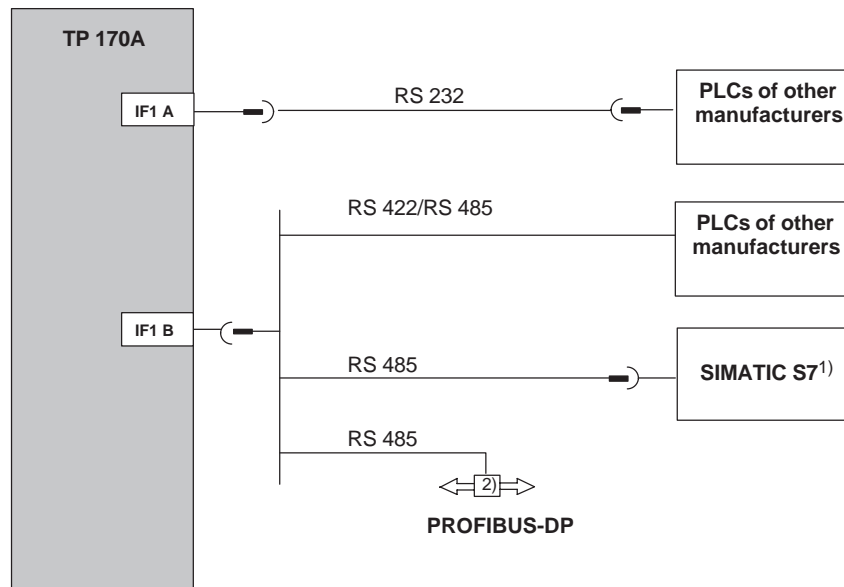 TP 170A
IF1 A
RS 232
PLCs of other
manufacturers
RS 422/RS 485
PLCs of other
manufacturers
IF1 B
RS 485
SIMATIC S71)
RS 485
2)
PROFIBUS-DP